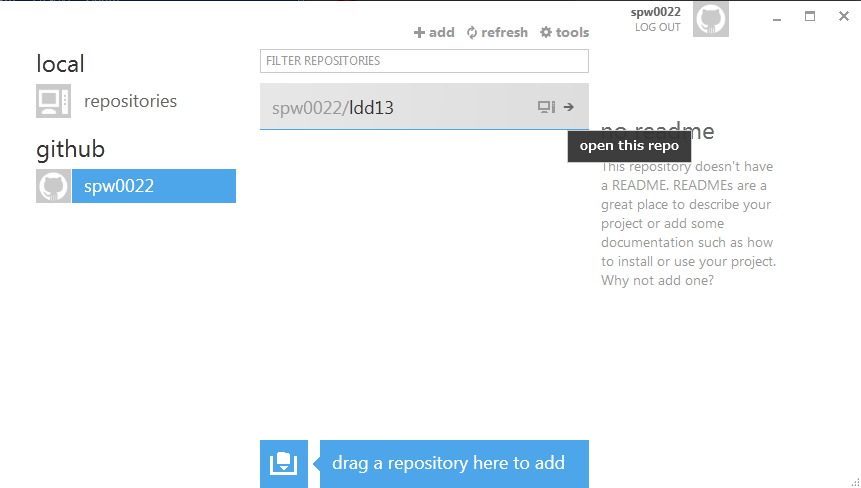 spw0022
LOG OUT
add refresh tools
local
FILTER REPOSITORIES
repositories
spw0022/ldd13
no readme
open this repo
github
This repository doesn't have
a README. READMEs are a
great place to describe your
project or add some
documentation such as how
to install or use your project.
Why not add one?
spw0022
drag a repository here to add